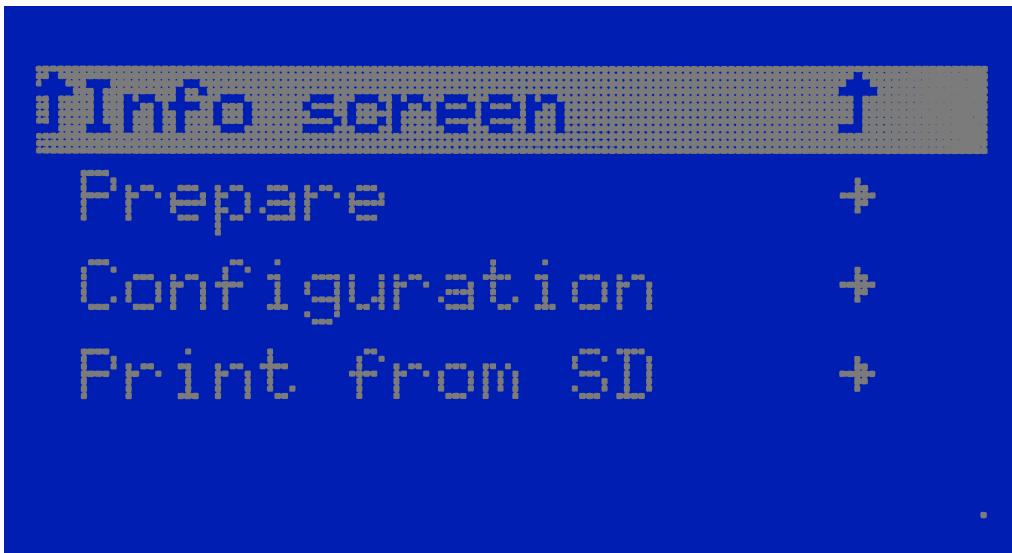 ↑Info screen ↑
Prepare →
Configuration →
Print from SD →